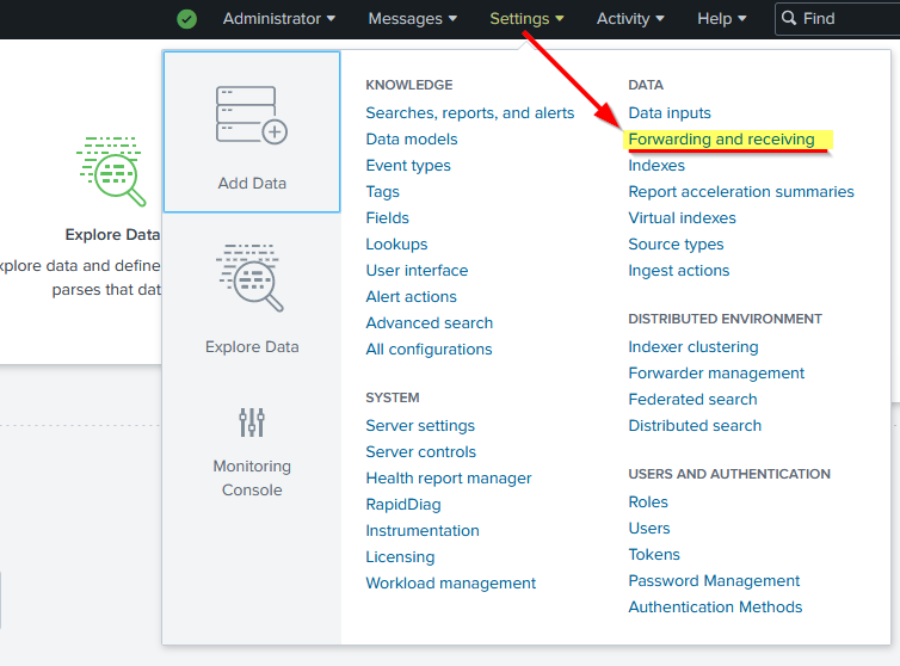 Administrator
Messages
Settings
Activity
Help
Find
Explore Data
xplore data and define
parses that dat
Add Data
Explore Data
Monitoring
Console
KNOWLEDGE
Searches, reports, and alerts
Data models
Event types
Tags
Fields
Lookups
User interface
Alert actions
Advanced search
All configurations
SYSTEM
Server settings
Server controls
Health report manager
RapidDiag
Instrumentation
Licensing
Workload management
DATA
Data inputs
Forwarding and receiving
Indexes
Report acceleration summaries
Virtual indexes
Source types
Ingest actions
DISTRIBUTED ENVIRONMENT
Indexer clustering
Forwarder management
Federated search
Distributed search
USERS AND AUTHENTICATION
Roles
Users
Tokens
Password Management
Authentication Methods